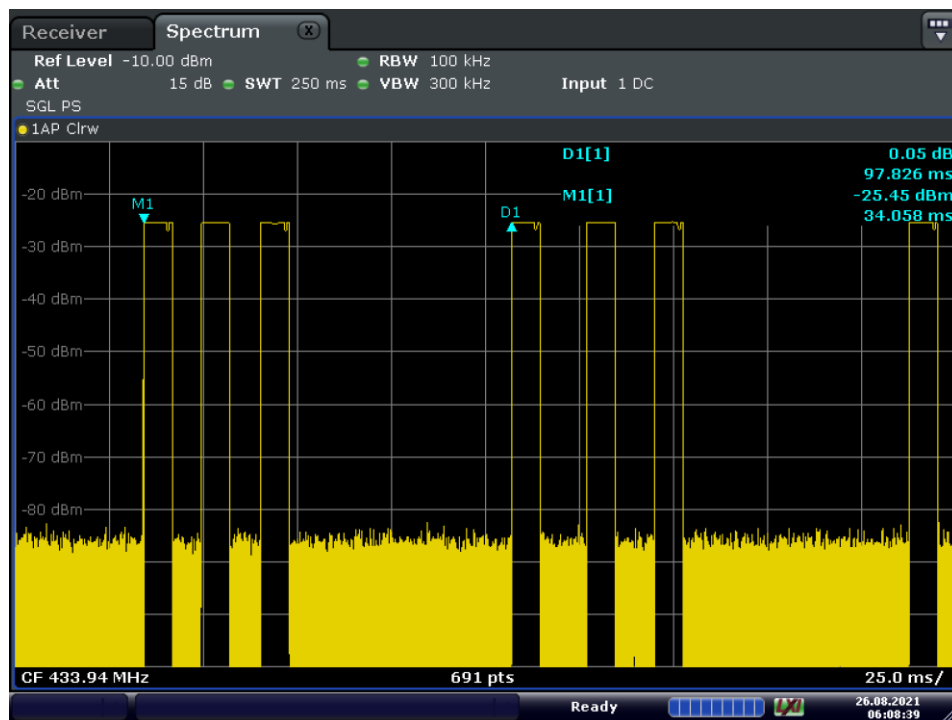 Receiver
Spectrum X
Ref Level -10.00 dBm RBW 100 kHz
Att 15 dB SWT 250 ms VBW 300 kHz Input 1 DC
SGL PS
1AP Clrw
D1[1] 0.05 dB
97.826 ms
-20 dBm
M1[1] -25.45 dBm
34.058 ms
M1
D1
-30 dBm
-40 dBm
-50 dBm
-60 dBm
-70 dBm
-80 dBm
CF 433.94 MHz 691 pts 25.0 ms/
Ready LXI 26.08.2021
06:08:39